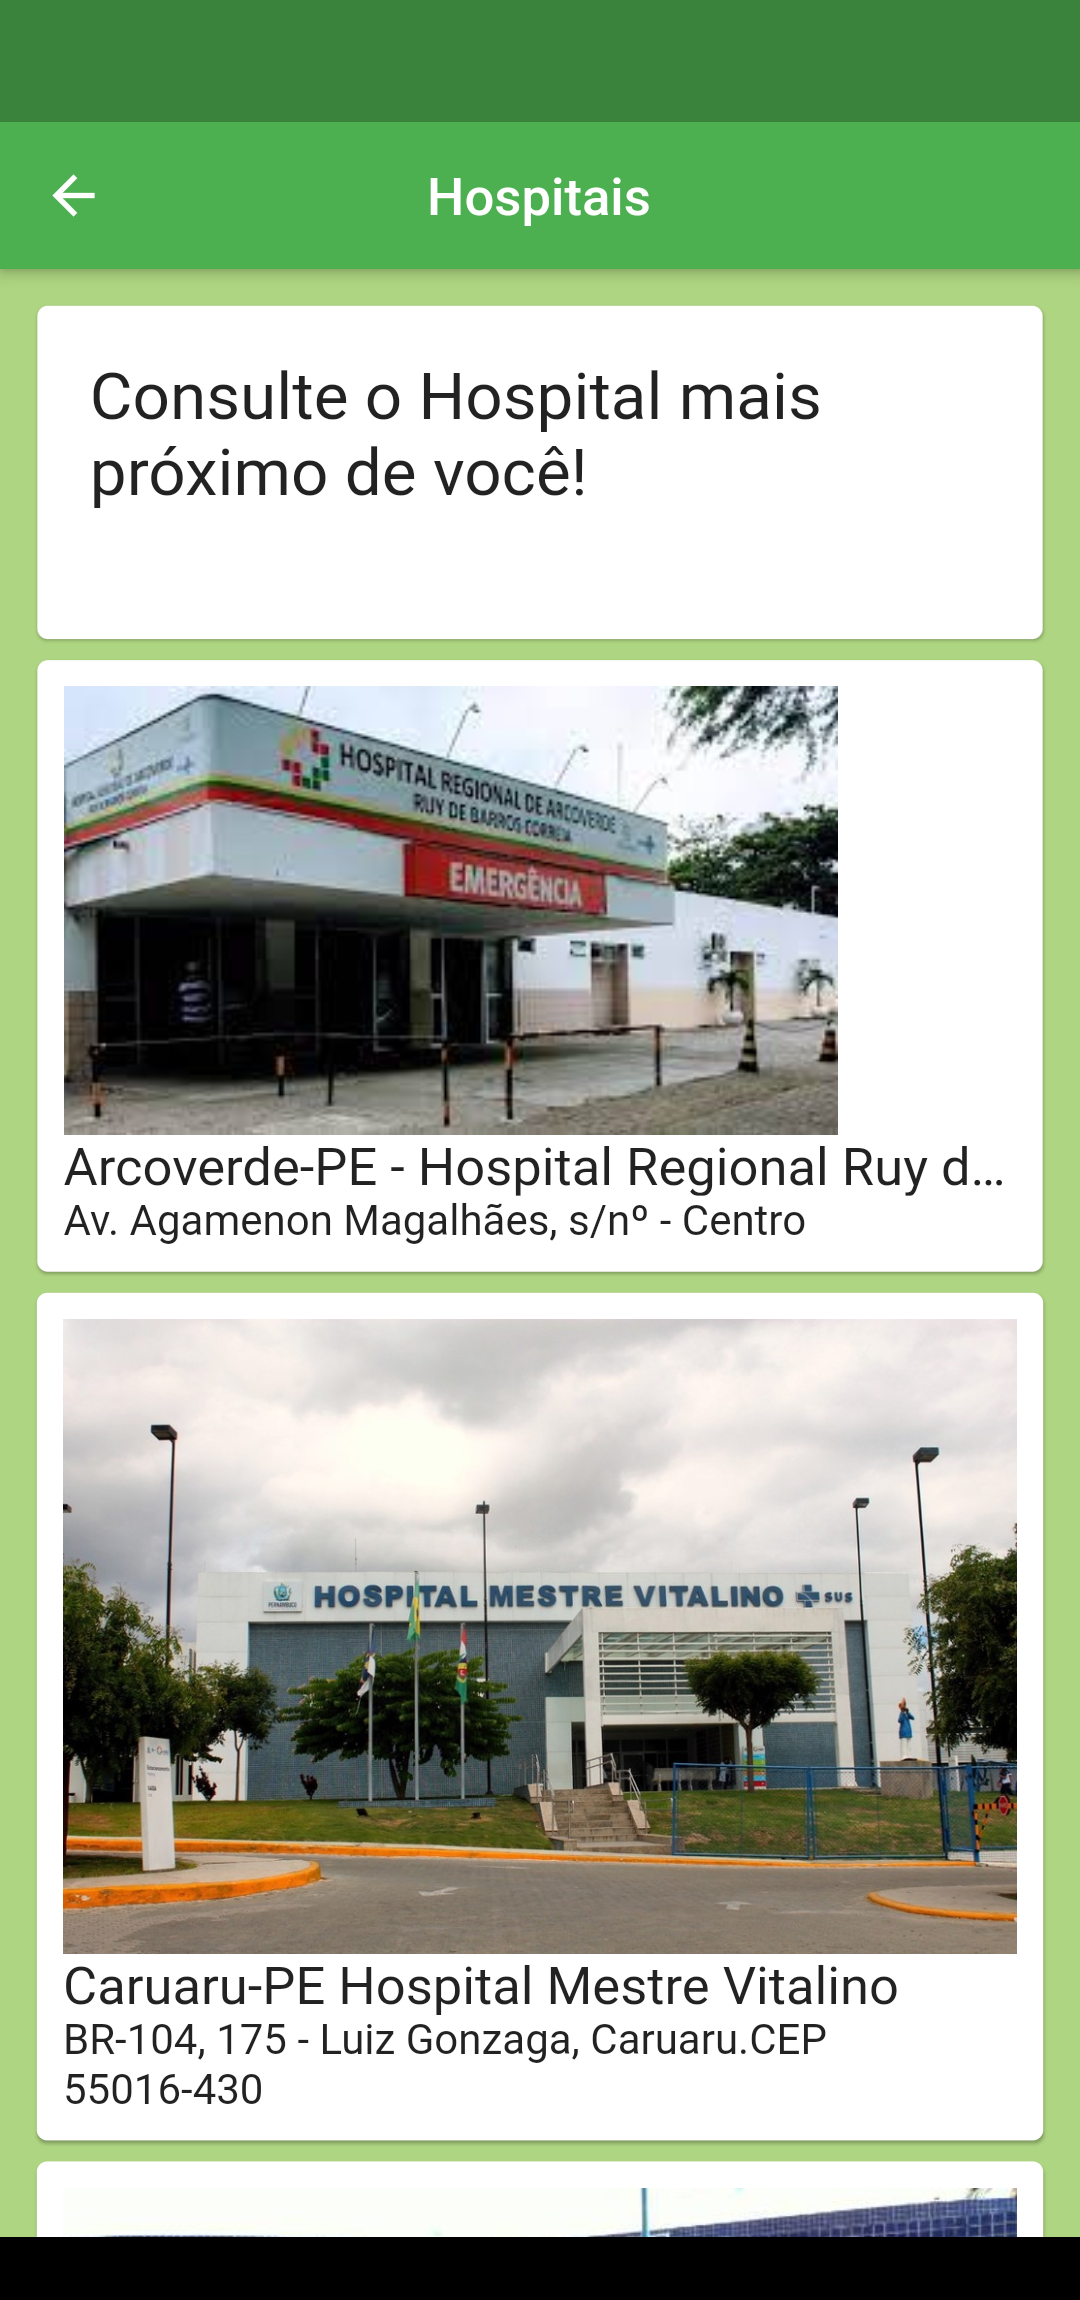 Hospitais
Consulte o Hospital mais
próximo de você!
HOSPITAL REGIONAL DE ARCOVERDE
RUY DE BARROS CORREIA
EMERGÊNCIA
Arcoverde-PE - Hospital Regional Ruy d...
Av. Agamenon Magalhães, s/nº - Centro
PERNAMBUCO
HOSPITAL MESTRE VITALINO SUS
Caruaru-PE Hospital Mestre Vitalino
BR-104, 175 - Luiz Gonzaga, Caruaru.CEP
55016-430